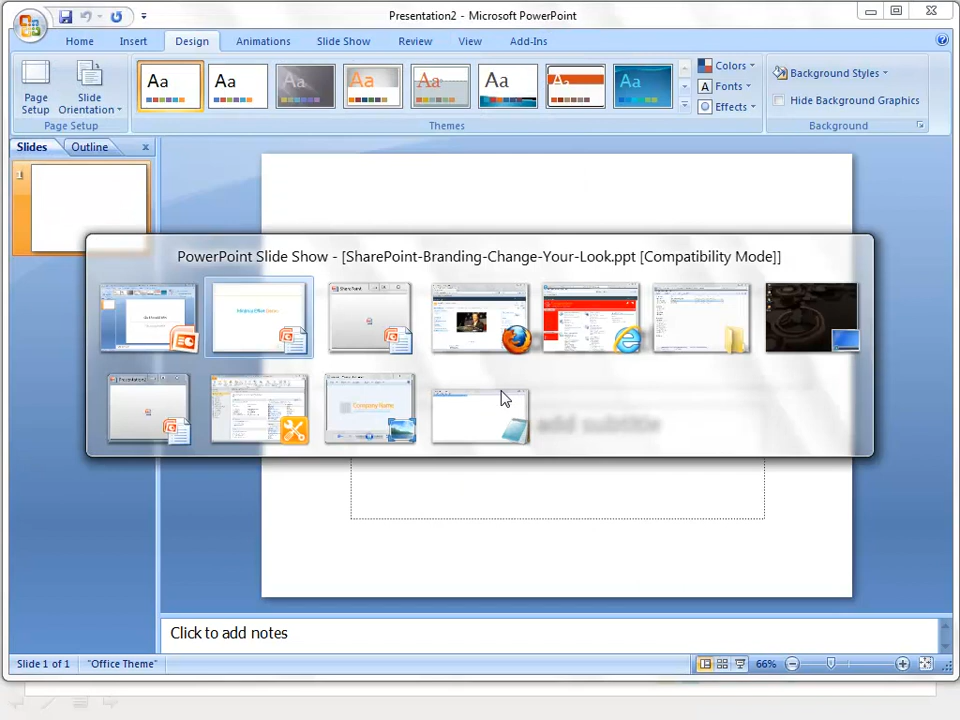 Presentation2 - Microsoft PowerPoint
Home Insert Design Animations Slide Show Review View Add-Ins
Page Setup
Slide Orientation
Page Setup
Aa Aa Aa Aa Aa Aa Aa Aa
Themes
Colors
Fonts
Effects
Background Styles
Hide Background Graphics
Background
Slides Outline
1
PowerPoint Slide Show - [SharePoint-Branding-Change-Your-Look.ppt [Compatibility Mode]]
add subtitle
Click to add notes
Slide 1 of 1 "Office Theme" 66%